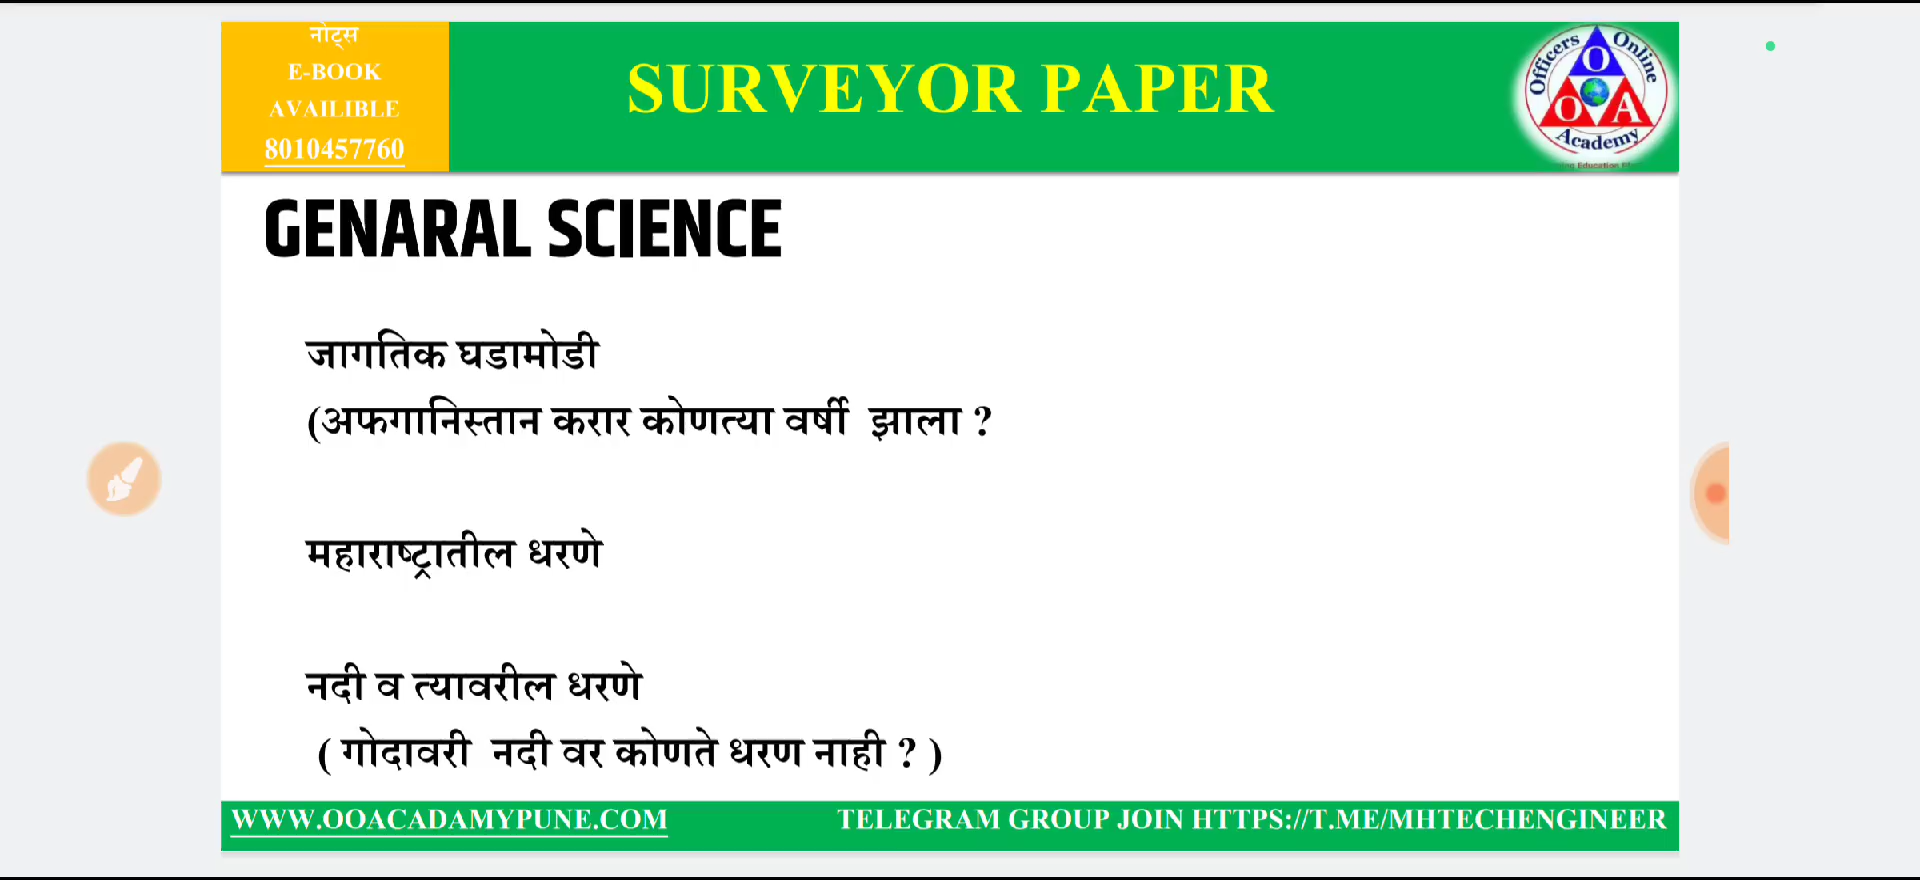 नोट्स
E-BOOK
AVAILIBLE
8010457760
SURVEYOR PAPER
Officers Online
O
O A
Academy
GENARAL SCIENCE
जागतिक घडामोडी
(अफगानिस्तान करार कोणत्या वर्षी झाला ?
महाराष्ट्रातील धरणे
नदी व त्यावरील धरणे
( गोदावरी नदी वर कोणते धरण नाही ? )
WWW.OOACADAMYPUNE.COM
TELEGRAM GROUP JOIN HTTPS://T.ME/MHTECHENGINEER